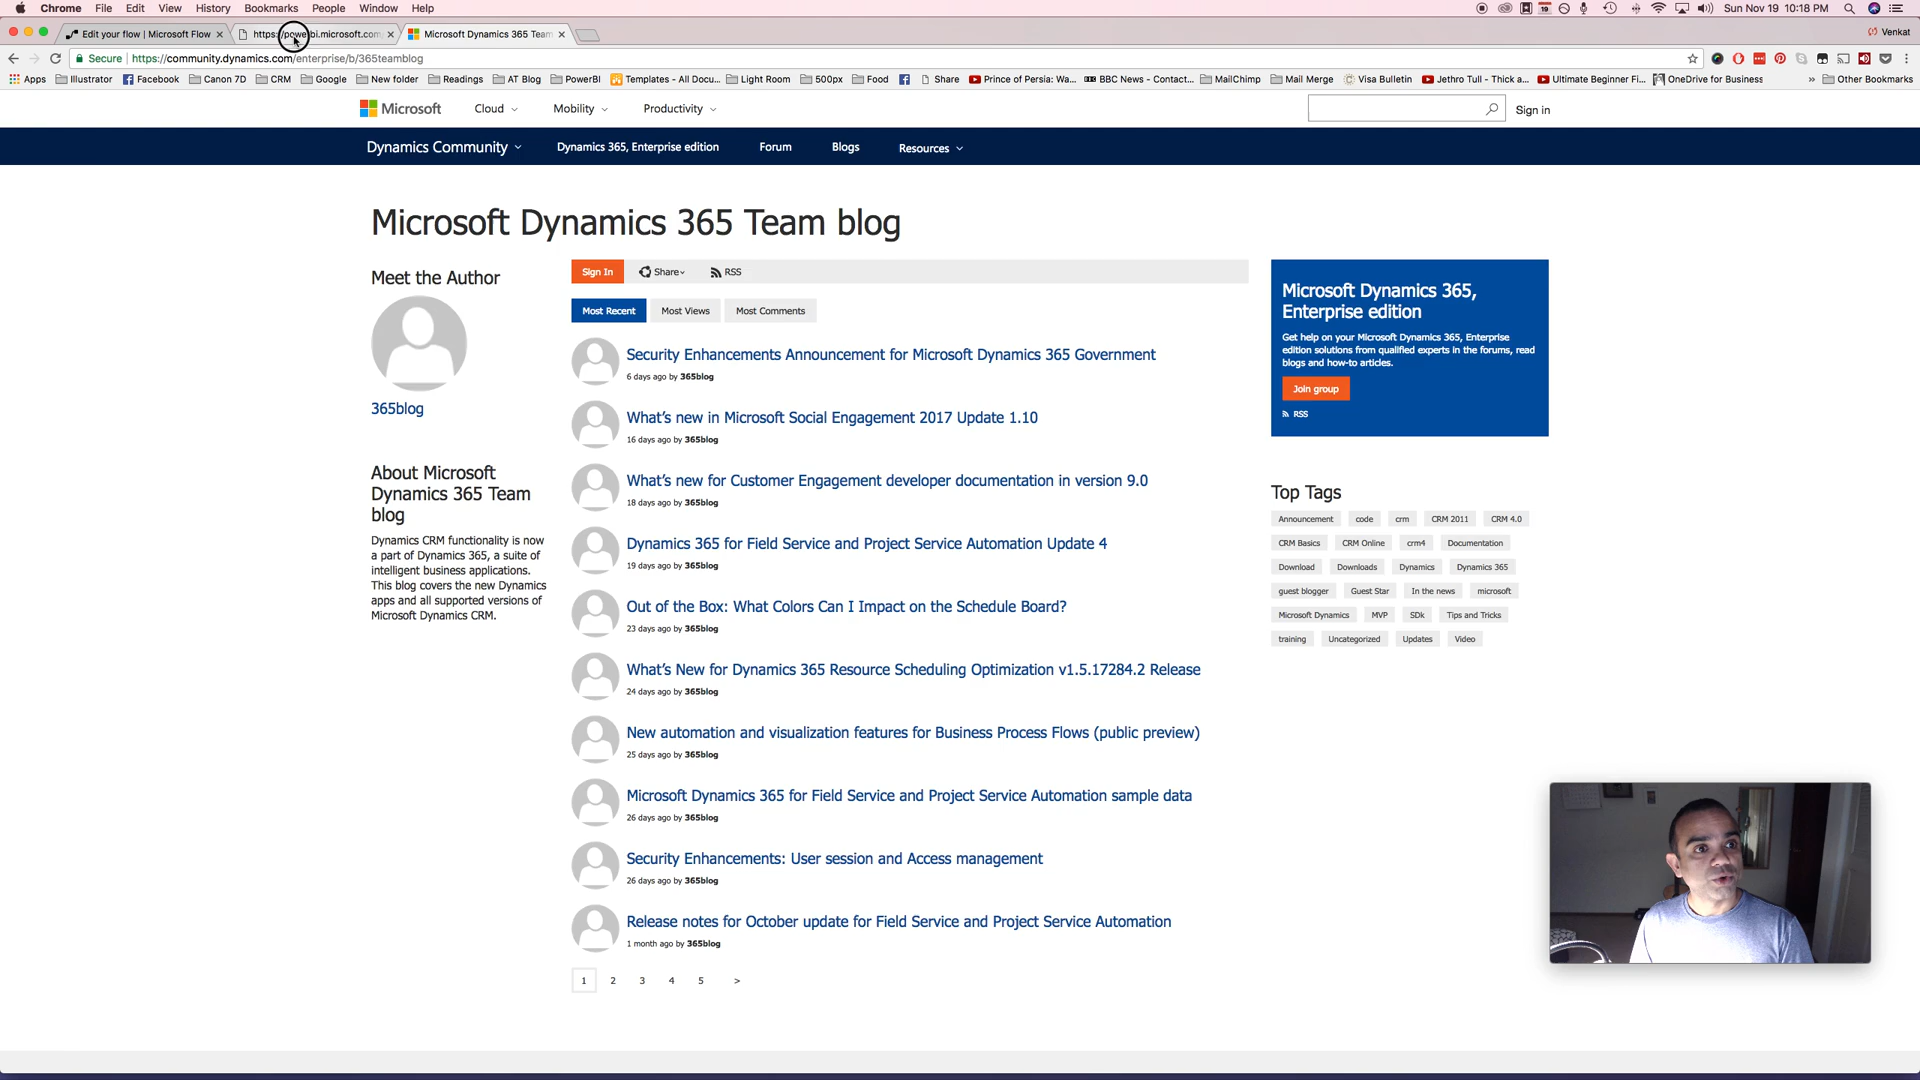 Chrome File Edit View History Bookmarks People Window Help
19 Sun Nov 19 10:18 PM
Edit your flow | Microsoft Flow
Microsoft Dynamics 365 Team
Venkat
Secure https://community.dynamics.com/enterprise/b/365teamblog
Apps Illustrator Facebook Canon 7D CRM Google New folder Readings AT Blog PowerBI Templates - All Docu... Light Room 500px Food Share Prince of Persia: Wa... BBC News - Contact... MailChimp Mail Merge Visa Bulletin Jethro Tull - Thick a... Ultimate Beginner Fi... OneDrive for Business » Other Bookmarks
Microsoft Cloud Mobility Productivity Sign in
Dynamics Community Dynamics 365, Enterprise edition Forum Blogs Resources
Microsoft Dynamics 365 Team blog
Meet the Author
365blog
About Microsoft
Dynamics 365 Team
blog
Dynamics CRM functionality is now
a part of Dynamics 365, a suite of
intelligent business applications.
This blog covers the new Dynamics
apps and all supported versions of
Microsoft Dynamics CRM.
Sign In Share RSS
Most Recent Most Views Most Comments
Security Enhancements Announcement for Microsoft Dynamics 365 Government
6 days ago by 365blog
What's new in Microsoft Social Engagement 2017 Update 1.10
16 days ago by 365blog
What's new for Customer Engagement developer documentation in version 9.0
18 days ago by 365blog
Dynamics 365 for Field Service and Project Service Automation Update 4
19 days ago by 365blog
Out of the Box: What Colors Can I Impact on the Schedule Board?
23 days ago by 365blog
What's New for Dynamics 365 Resource Scheduling Optimization v1.5.17284.2 Release
24 days ago by 365blog
New automation and visualization features for Business Process Flows (public preview)
25 days ago by 365blog
Microsoft Dynamics 365 for Field Service and Project Service Automation sample data
26 days ago by 365blog
Security Enhancements: User session and Access management
26 days ago by 365blog
Release notes for October update for Field Service and Project Service Automation
1 month ago by 365blog
1 2 3 4 5 >
Microsoft Dynamics 365,
Enterprise edition
Get help on your Microsoft Dynamics 365, Enterprise
edition solutions from qualified experts in the forums, read
blogs and how-to articles.
Join group
RSS
Top Tags
Announcement code crm CRM 2011 CRM 4.0
CRM Basics CRM Online crm4 Documentation
Download Downloads Dynamics Dynamics 365
guest blogger Guest Star In the news microsoft
Microsoft Dynamics MVP SDk Tips and Tricks
training Uncategorized Updates Video